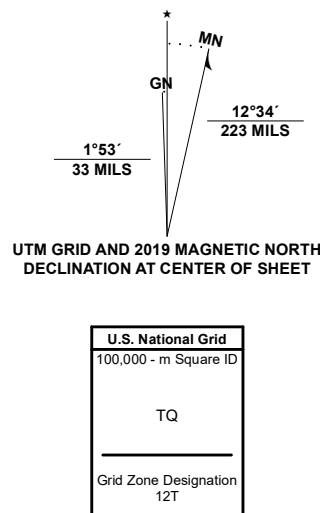 ★
MN
GN
12°34´
223 MILS
1°53´
33 MILS
UTM GRID AND 2019 MAGNETIC NORTH
DECLINATION AT CENTER OF SHEET
U.S. National Grid
100,000 - m Square ID
TQ
Grid Zone Designation
12T